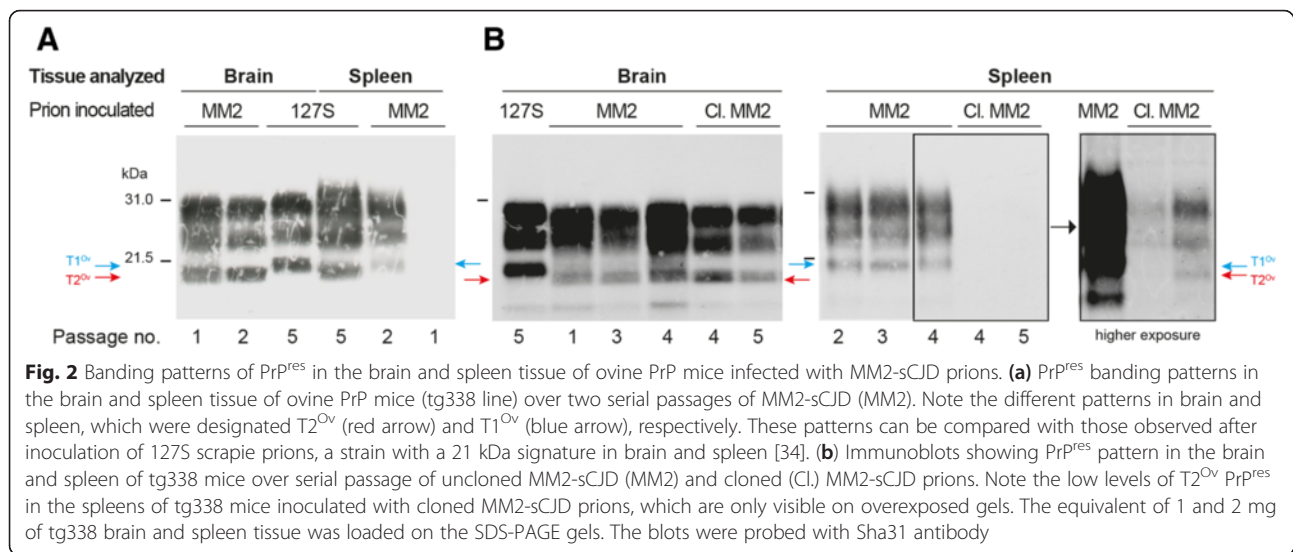 A B
Tissue analyzed Brain Spleen Brain Spleen
Prion inoculated MM2 127S MM2 127S MM2 Cl. MM2 MM2 Cl. MM2 MM2 Cl. MM2
kDa
31.0
21.5
T1Ov T1Ov
T2Ov T2Ov
Passage no. 1 2 5 5 2 1 5 1 3 4 4 5 2 3 4 4 5 higher exposure
Fig. 2 Banding patterns of PrPres in the brain and spleen tissue of ovine PrP mice infected with MM2-sCJD prions. (a) PrPres banding patterns in
the brain and spleen tissue of ovine PrP mice (tg338 line) over two serial passages of MM2-sCJD (MM2). Note the different patterns in brain and
spleen, which were designated T2Ov (red arrow) and T1Ov (blue arrow), respectively. These patterns can be compared with those observed after
inoculation of 127S scrapie prions, a strain with a 21 kDa signature in brain and spleen [34]. (b) Immunoblots showing PrPres pattern in the brain
and spleen of tg338 mice over serial passage of uncloned MM2-sCJD (MM2) and cloned (Cl.) MM2-sCJD prions. Note the low levels of T2Ov PrPres
in the spleens of tg338 mice inoculated with cloned MM2-sCJD prions, which are only visible on overexposed gels. The equivalent of 1 and 2 mg
of tg338 brain and spleen tissue was loaded on the SDS-PAGE gels. The blots were probed with Sha31 antibody